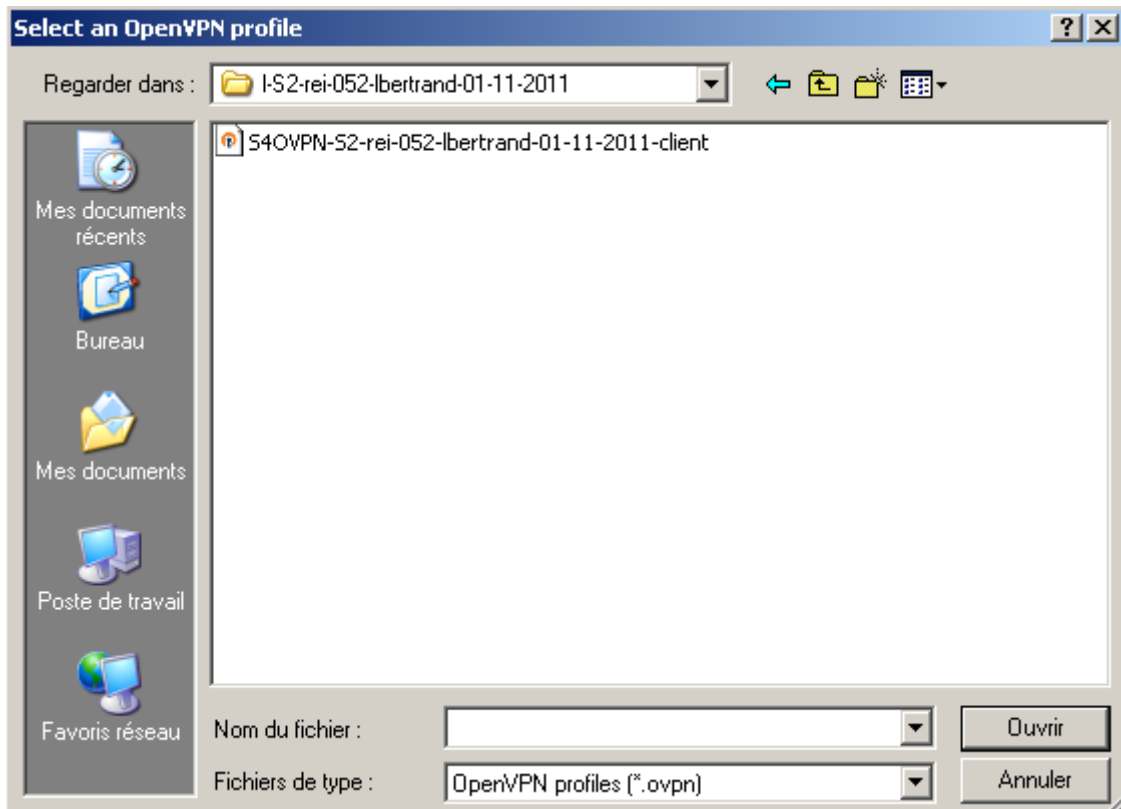 Select an OpenVPN profile
Regarder dans :
I-S2-rei-052-lbertrand-01-11-2011
S4OVPN-S2-rei-052-lbertrand-01-11-2011-client
Mes documents
récents
Bureau
Mes documents
Poste de travail
Favoris réseau
Nom du fichier :
Ouvrir
Fichiers de type :
OpenVPN profiles (*.ovpn)
Annuler